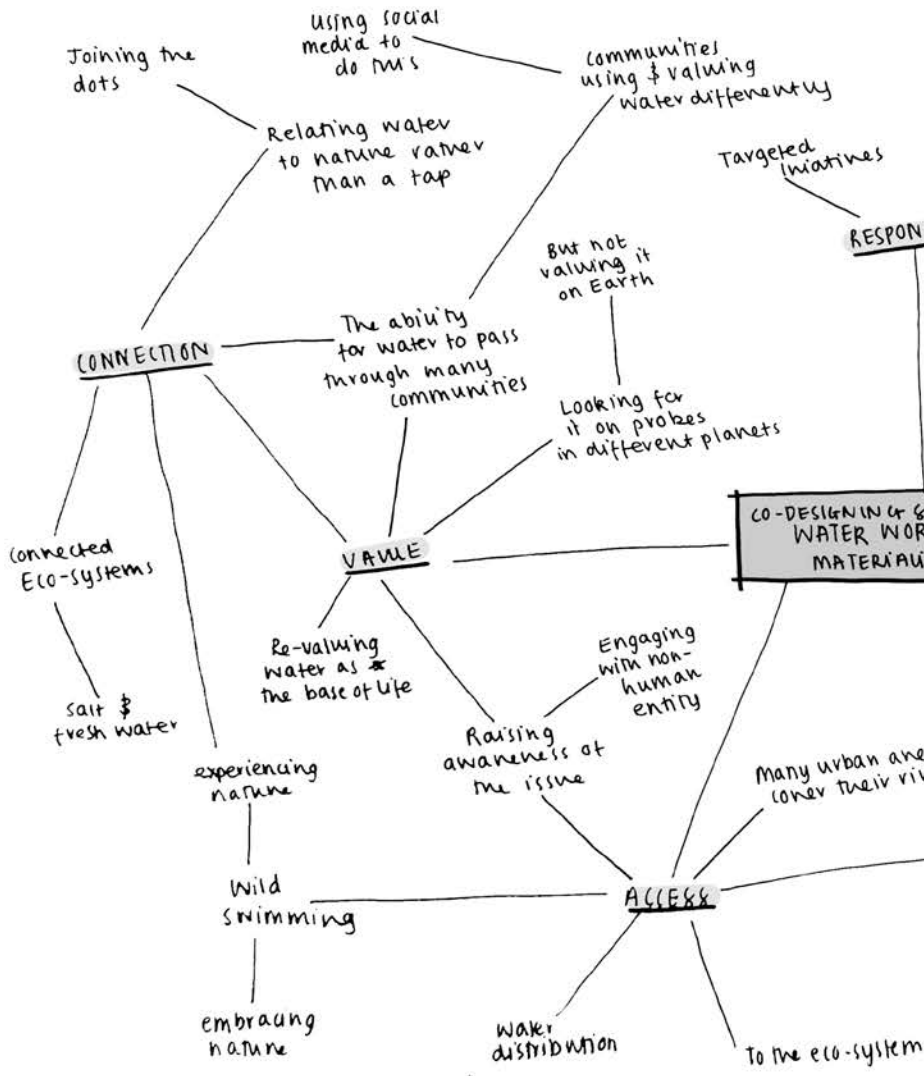 Using social
media to
do this
Joining the
dots
Communities
using & valuing
water differently
Relating water
to nature rather
than a tap
Targeted
Iniatines
RESPON
But not
valuing it
on Earth
The ability
for water to pass
through many
communities
CONNECTION
Looking for
it on probes
in different planets
CO-DESIGNING &
WATER WOR
MATERIALI
VALUE
Connected
Eco-systems
Re-valuing
water as
the base of life
Engaging
with non-
human
entity
Salt &
fresh water
Raising
awareness of
the issue
experiencing
nature
Many urban are
cover their riv
Wild
swimming
ACCESS
embracing
nature
Water
distribution
To the eco-system